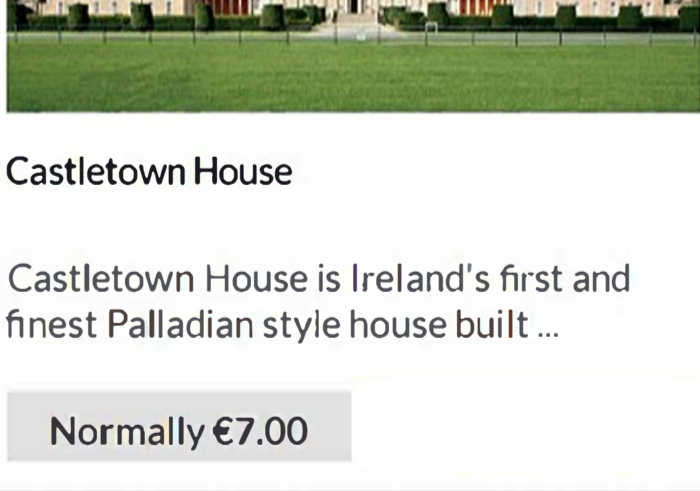 Castletown House
Castletown House is Ireland's first and
finest Palladian style house built ...
Normally €7.00